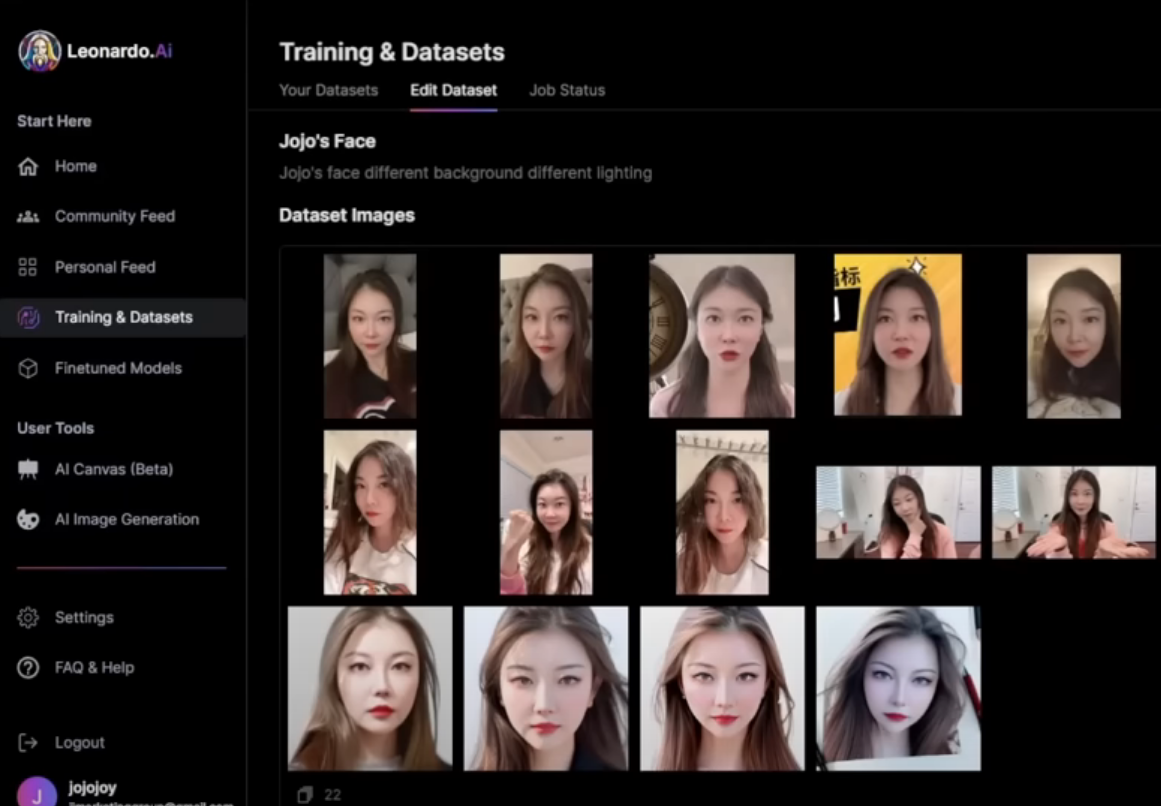 Leonardo.Ai
Start Here
Home
Community Feed
Personal Feed
Training & Datasets
Finetuned Models
User Tools
AI Canvas (Beta)
AI Image Generation
Settings
FAQ & Help
Logout
J
jojojoy
Training & Datasets
Your Datasets
Edit Dataset
Job Status
Jojo's Face
Jojo's face different background different lighting
Dataset Images
指标
22